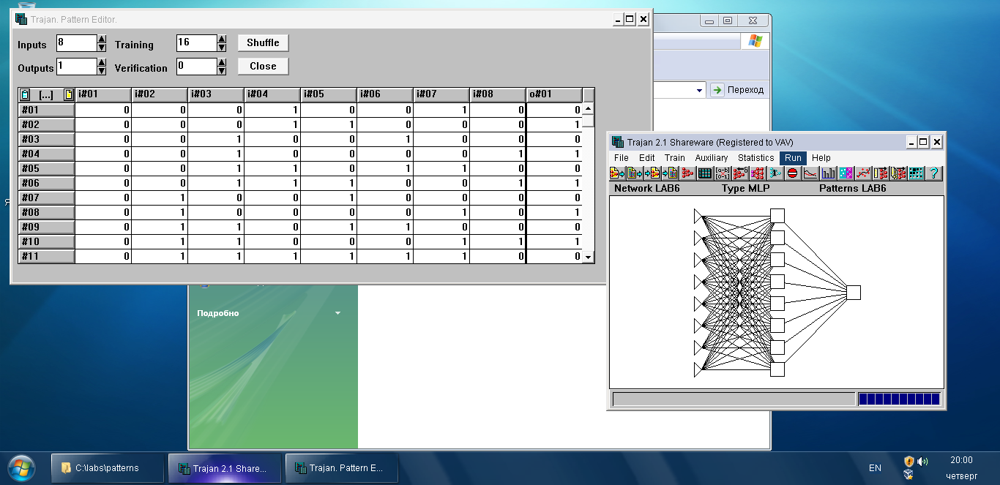 Trajan. Pattern Editor.
Inputs 8 Training 16 Shuffle
Outputs 1 Verification 0 Close
[...] i#01 i#02 i#03 i#04 i#05 i#06 i#07 i#08 o#01
#01 0 0 0 1 0 0 1 0 0
#02 0 0 0 1 1 0 0 0 1
#03 0 0 1 0 0 1 0 0 0
#04 0 0 1 0 0 0 0 1 1
#05 0 0 1 1 0 1 1 0 0
#06 0 0 1 1 1 0 0 1 1
#07 0 1 0 0 1 0 0 0 0
#08 0 1 0 0 0 0 1 0 1
#09 0 1 1 0 1 1 0 0 0
#10 0 1 1 0 0 0 1 1 1
#11 0 1 1 1 1 1 1 0 0
Переход
Trajan 2.1 Shareware (Registered to VAV)
File Edit Train Auxiliary Statistics Run Help
Network LAB6 Type MLP Patterns LAB6
Подробно
C:\labs\patterns
Trajan 2.1 Share...
Trajan. Pattern E...
EN
20:00
четверг